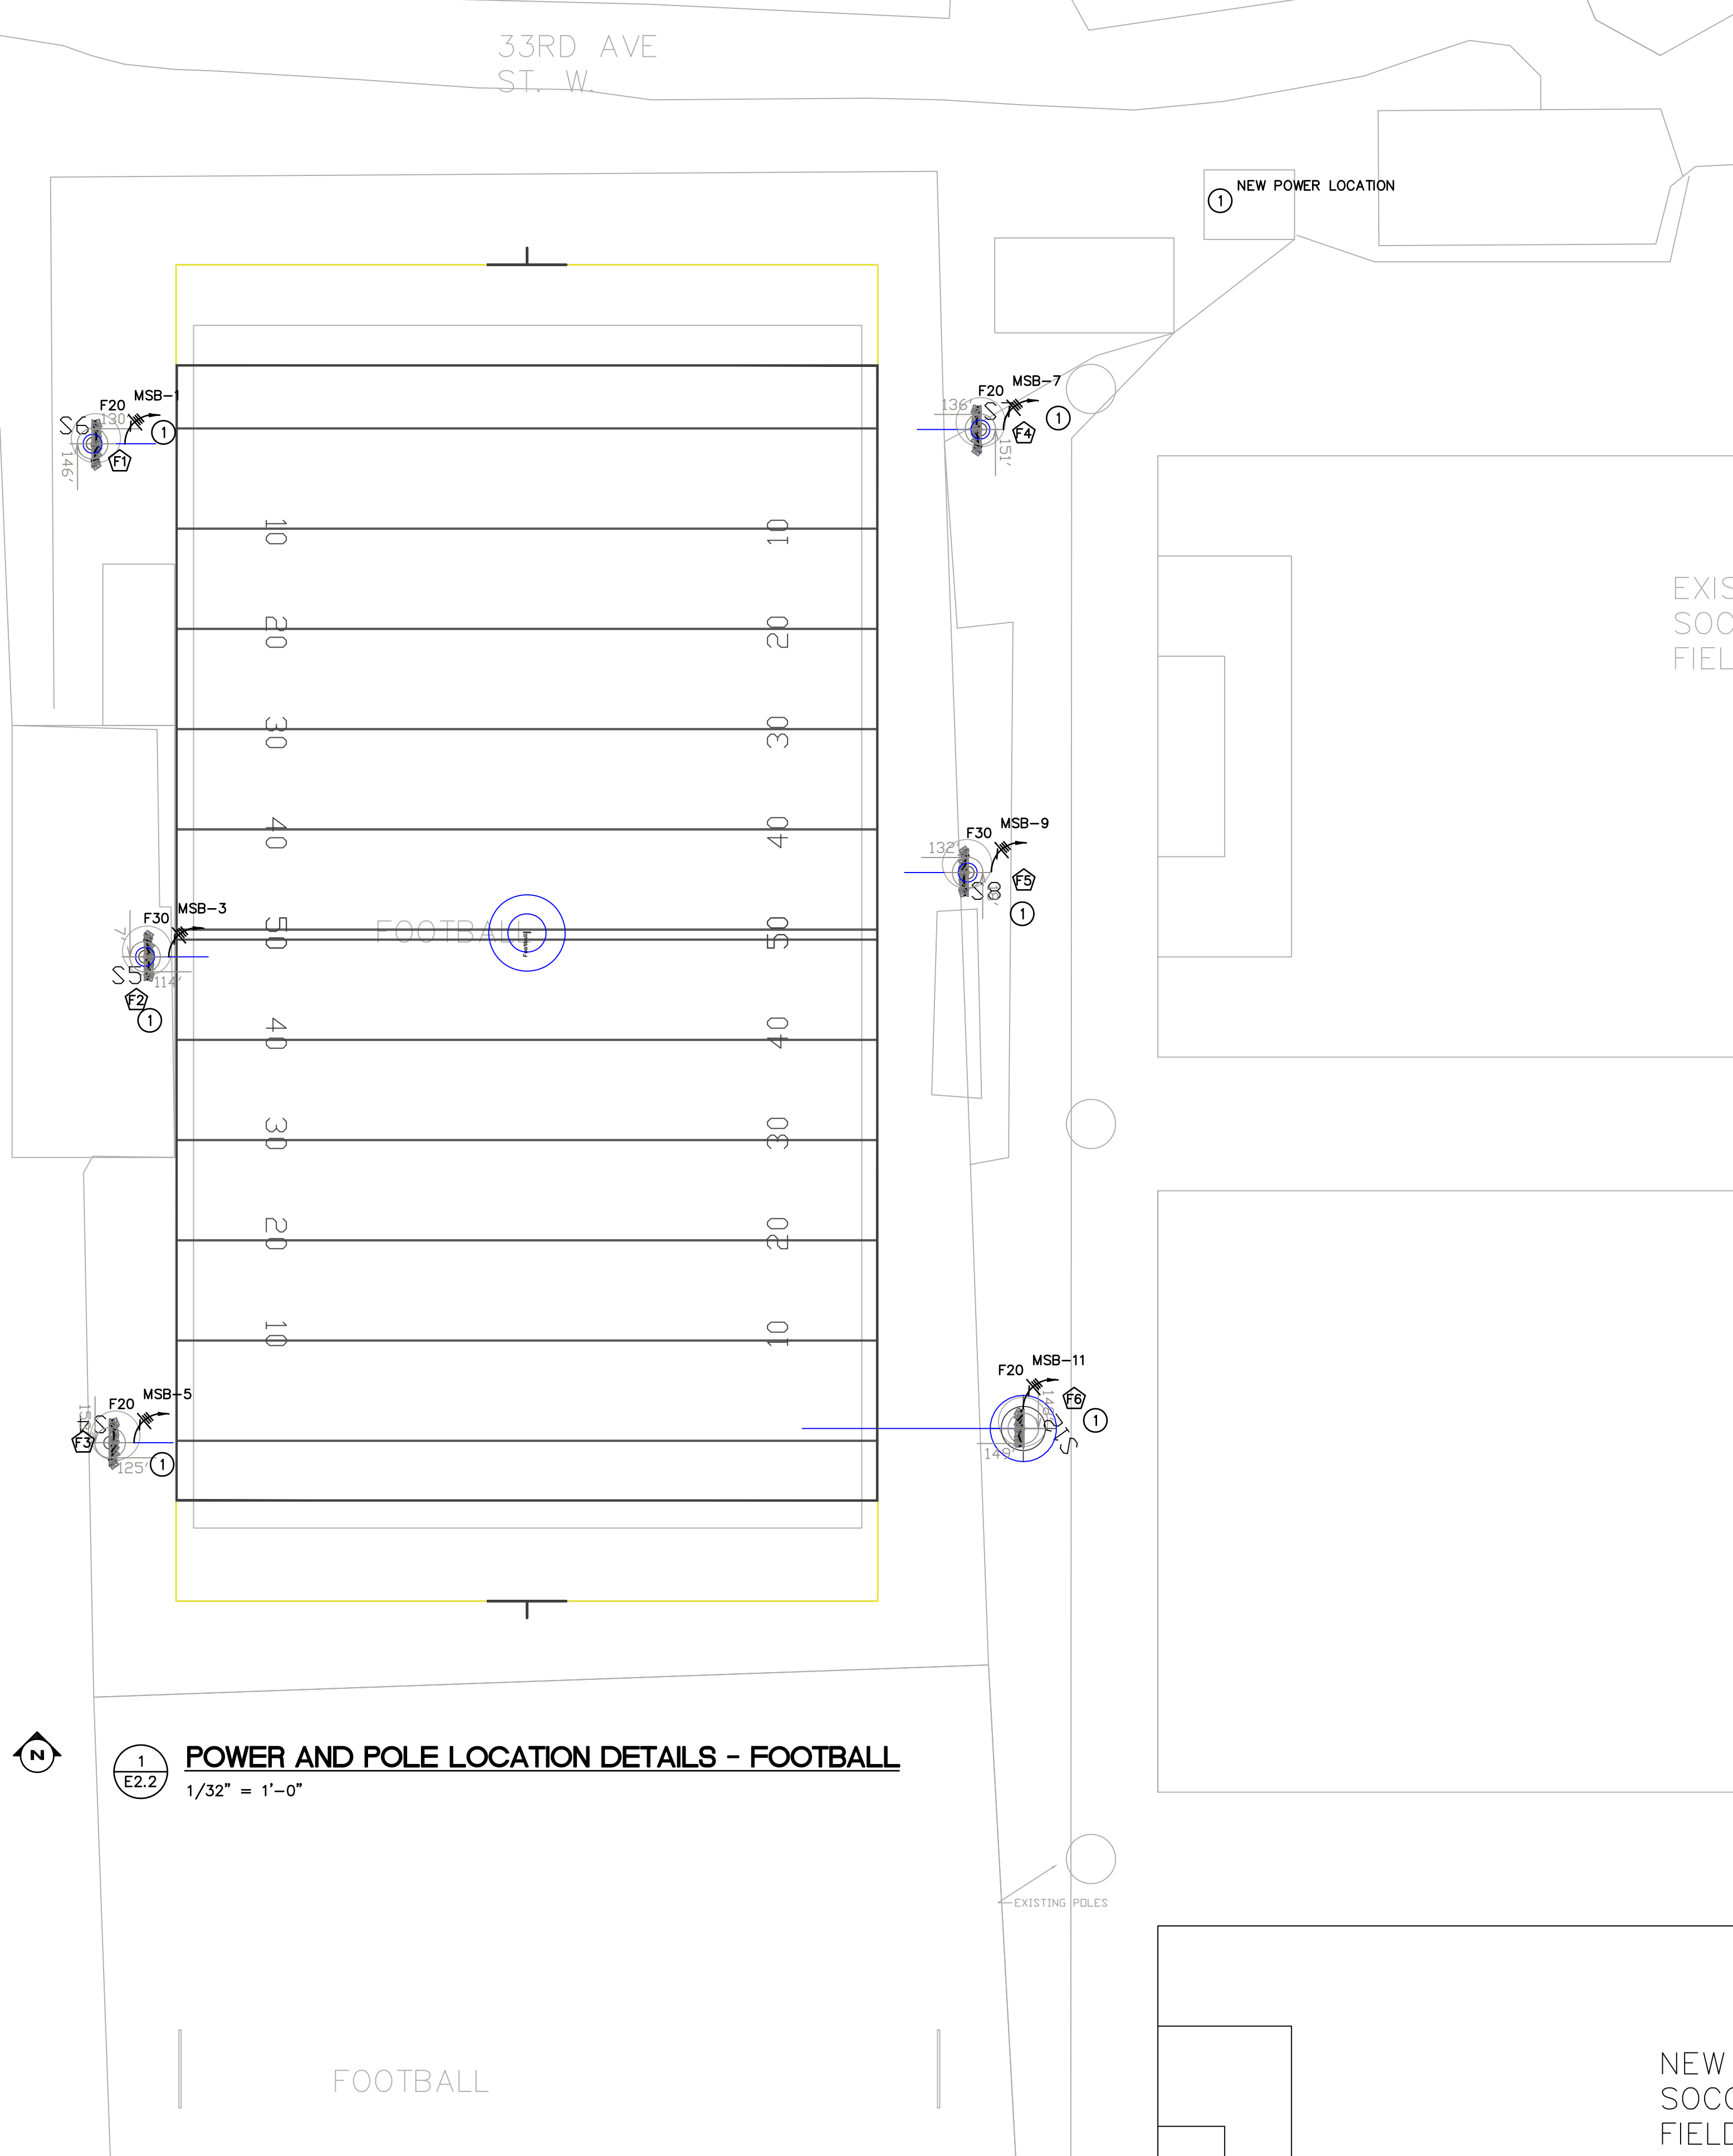 33RD AVE
ST. W.
NEW POWER LOCATION
1
MSB-1
F20
130'
S6
1
F1
146'
MSB-7
F20
136'
1
F4
151'
10 10
20 20
30 30
40 40
50 50
40 40
30 30
20 20
10 10
EXIS
SOC
FIEL
MSB-9
F30
132'
S8
F5
1
MSB-3
F30
7'
S5
114'
F2
1
FOOTBALL
MSB-5
F20
S4
F3
125'
1
MSB-11
F20
F6
1
149'
N
1
E2.2
POWER AND POLE LOCATION DETAILS - FOOTBALL
1/32" = 1'-0"
EXISTING POLES
FOOTBALL
NEW
SOCC
FIELD